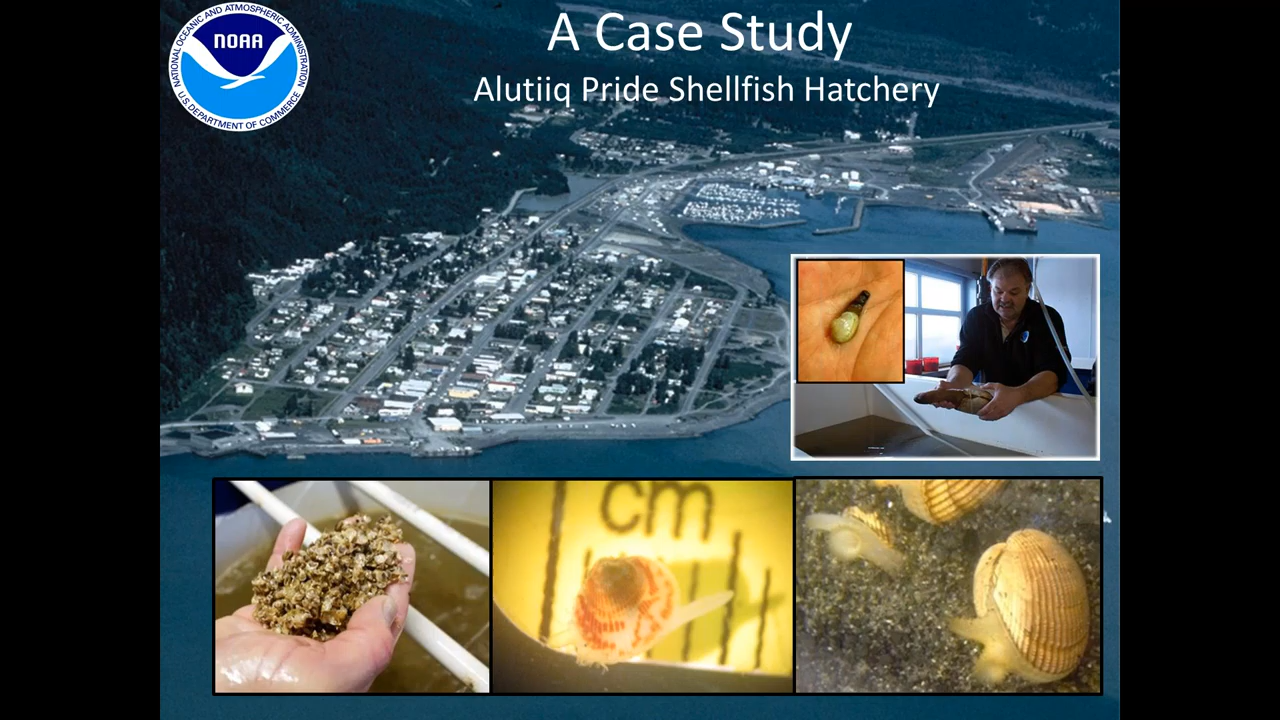 A Case Study
Alutiiq Pride Shellfish Hatchery
NATIONAL OCEANIC AND ATMOSPHERIC ADMINISTRATION
NOAA
U.S. DEPARTMENT OF COMMERCE
cm